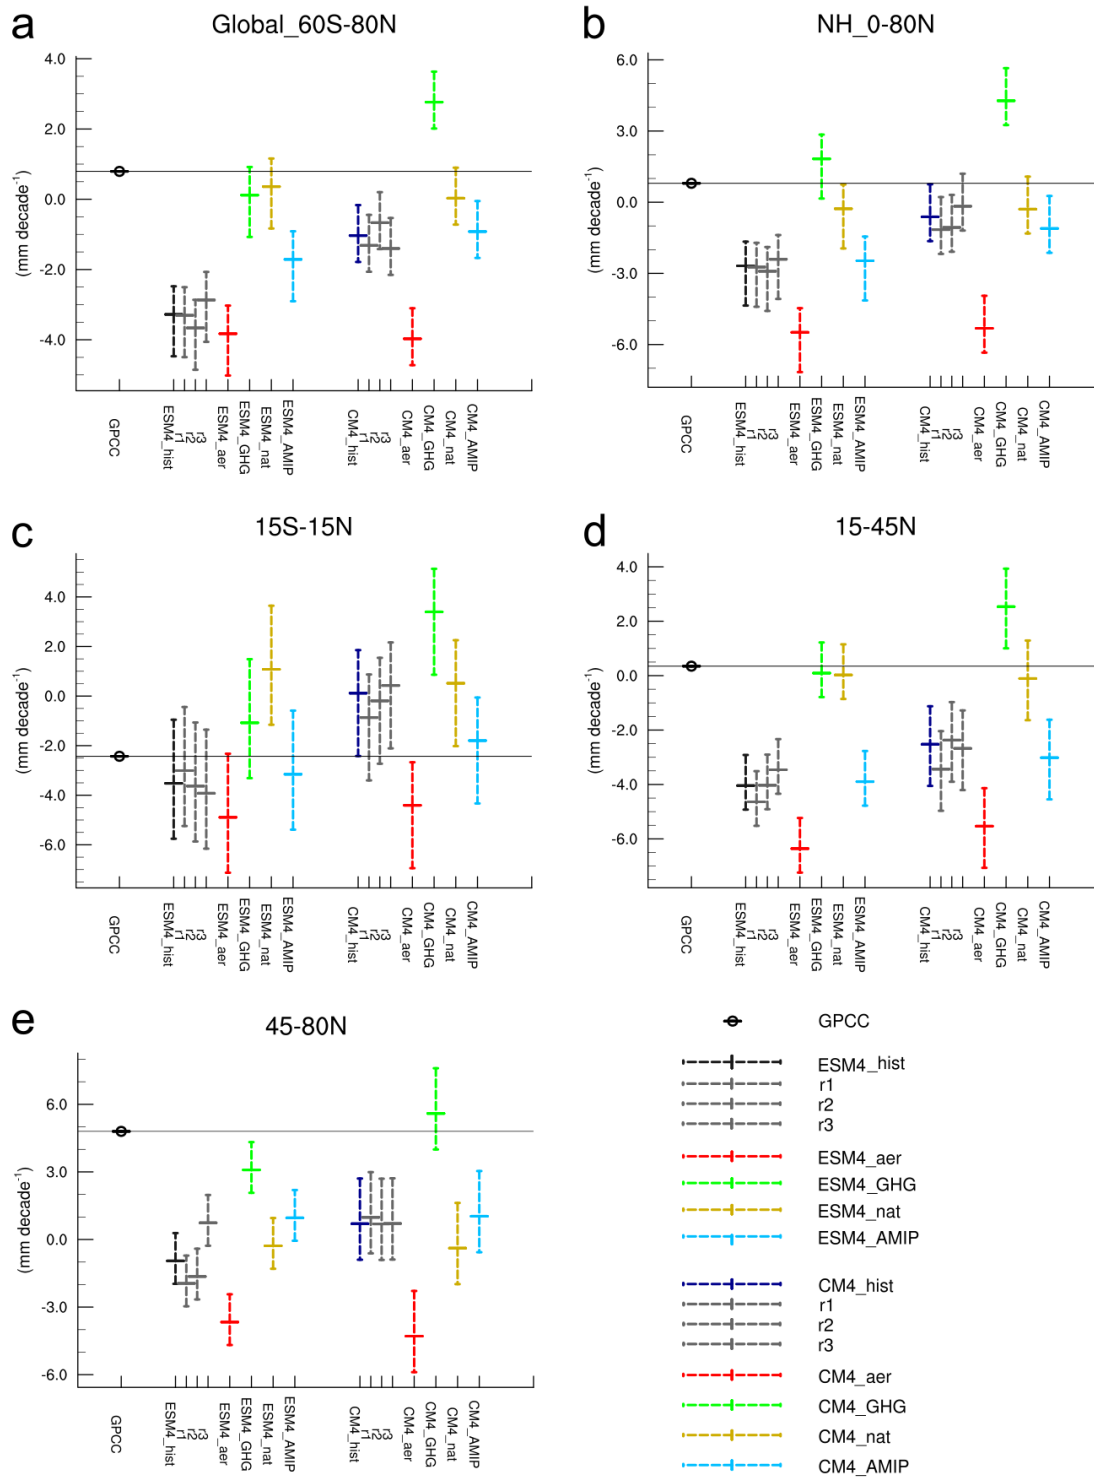 a
Global_60S-80N
4.0
2.0
0.0
-2.0
-4.0
(mm decade⁻¹)
GPCC
ESM4_hist
r1
r2
r3
ESM4_aer
ESM4_GHG
ESM4_nat
ESM4_AMIP
CM4_hist
r1
r2
r3
CM4_aer
CM4_GHG
CM4_nat
CM4_AMIP
b
NH_0-80N
6.0
3.0
0.0
-3.0
-6.0
(mm decade⁻¹)
GPCC
ESM4_hist
r1
r2
r3
ESM4_aer
ESM4_GHG
ESM4_nat
ESM4_AMIP
CM4_hist
r1
r2
r3
CM4_aer
CM4_GHG
CM4_nat
CM4_AMIP
c
15S-15N
4.0
2.0
0.0
-2.0
-4.0
-6.0
(mm decade⁻¹)
GPCC
ESM4_hist
r1
r2
r3
ESM4_aer
ESM4_GHG
ESM4_nat
ESM4_AMIP
CM4_hist
r1
r2
r3
CM4_aer
CM4_GHG
CM4_nat
CM4_AMIP
d
15-45N
4.0
2.0
0.0
-2.0
-4.0
-6.0
(mm decade⁻¹)
GPCC
ESM4_hist
r1
r2
r3
ESM4_aer
ESM4_GHG
ESM4_nat
ESM4_AMIP
CM4_hist
r1
r2
r3
CM4_aer
CM4_GHG
CM4_nat
CM4_AMIP
e
45-80N
6.0
3.0
0.0
-3.0
-6.0
(mm decade⁻¹)
GPCC
ESM4_hist
r1
r2
r3
ESM4_aer
ESM4_GHG
ESM4_nat
ESM4_AMIP
CM4_hist
r1
r2
r3
CM4_aer
CM4_GHG
CM4_nat
CM4_AMIP
GPCC
ESM4_hist
r1
r2
r3
ESM4_aer
ESM4_GHG
ESM4_nat
ESM4_AMIP
CM4_hist
r1
r2
r3
CM4_aer
CM4_GHG
CM4_nat
CM4_AMIP